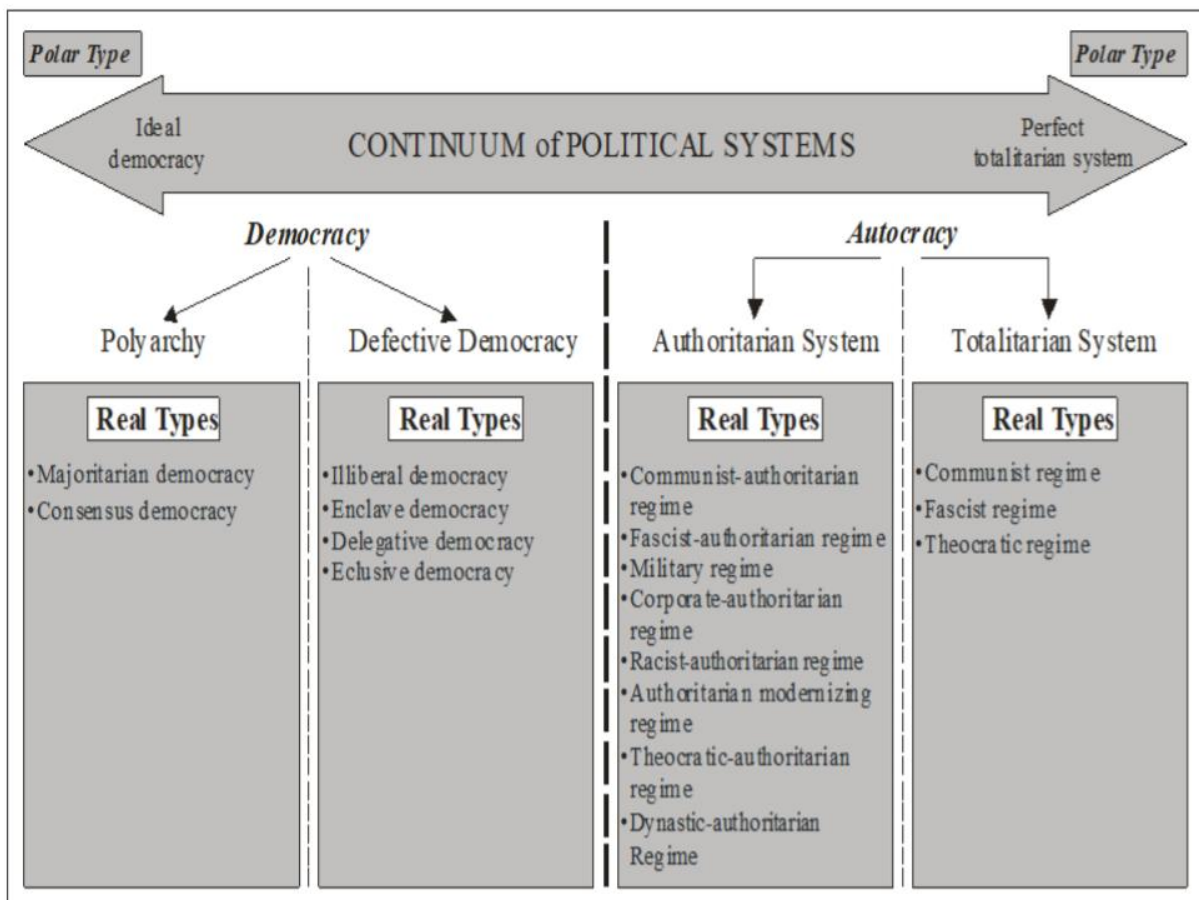 Polar Type
Polar Type
Ideal
democracy
CONTINUUM of POLITICAL SYSTEMS
Perfect
totalitarian system
Democracy
Autocracy
Polyarchy
Defective Democracy
Authoritarian System
Totalitarian System
Real Types
•Majoritarian democracy
•Consensus democracy
Real Types
•Illiberal democracy
•Enclave democracy
•Delegative democracy
•Eclusive democracy
Real Types
•Communist-authoritarian
regime
•Fascist-authoritarian regime
•Military regime
•Corporate-authoritarian
regime
•Racist-authoritarian regime
•Authoritarian modernizing
regime
•Theocratic-authoritarian
regime
•Dynastic-authoritarian
Regime
Real Types
•Communist regime
•Fascist regime
•Theocratic regime